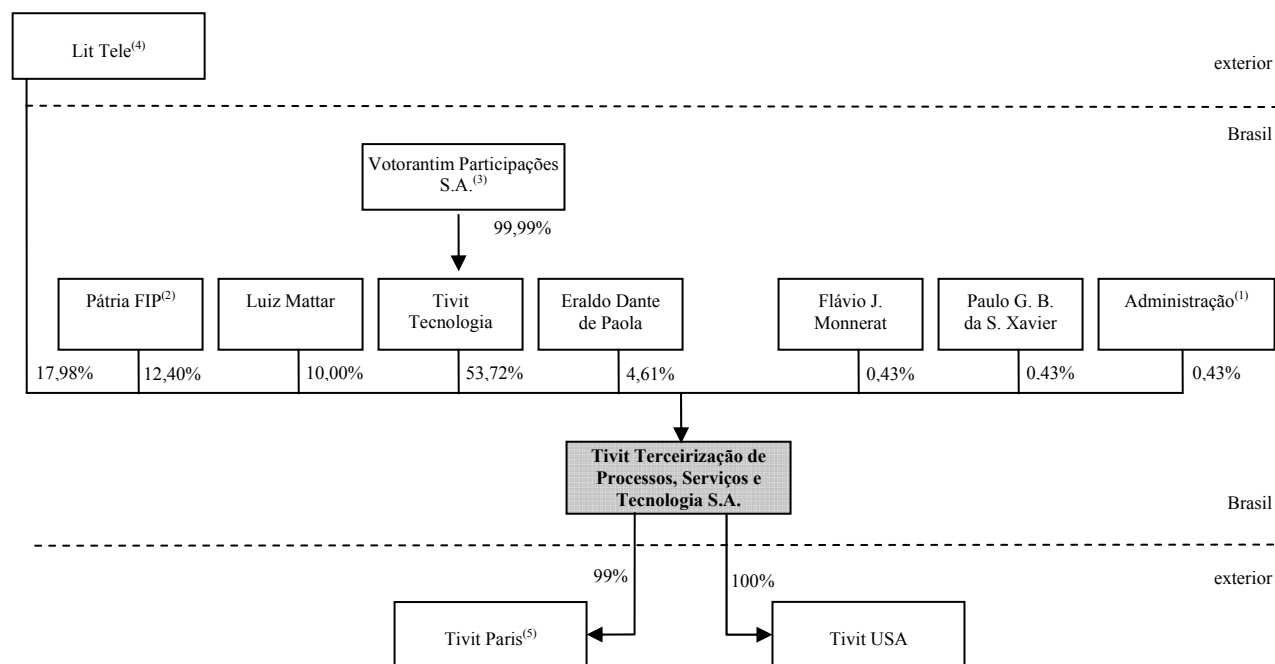 Lit Tele(4)
exterior
Brasil
Votorantim Participações
S.A.(3)
99,99%
Pátria FIP(2)
Luiz Mattar
Tivit
Tecnologia
Eraldo Dante
de Paola
Flávio J.
Monnerat
Paulo G. B.
da S. Xavier
Administração(1)
17,98%
12,40%
10,00%
53,72%
4,61%
0,43%
0,43%
0,43%
Tivit Terceirização de
Processos, Serviços e
Tecnologia S.A.
Brasil
99%
100%
exterior
Tivit Paris(5)
Tivit USA